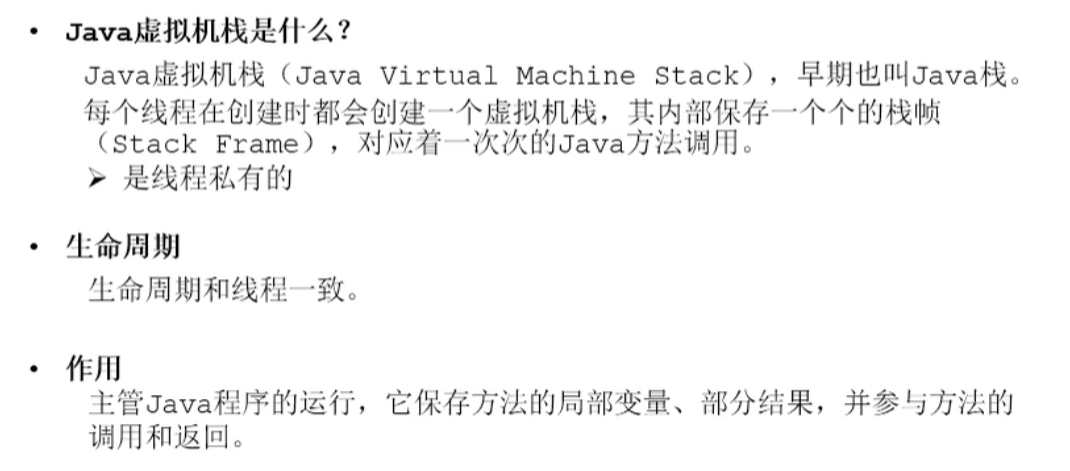 • Java虚拟机栈是什么？
Java虚拟机栈（Java Virtual Machine Stack），早期也叫Java栈。
每个线程在创建时都会创建一个虚拟机栈，其内部保存一个个的栈帧
（Stack Frame），对应着一次次的Java方法调用。
➢ 是线程私有的
• 生命周期
生命周期和线程一致。
• 作用
主管Java程序的运行，它保存方法的局部变量、部分结果，并参与方法的
调用和返回。